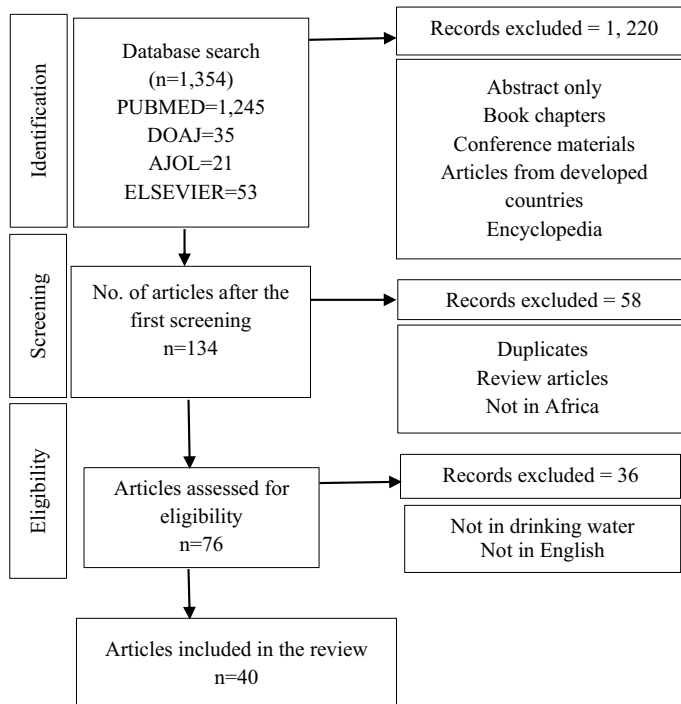 Identification
Database search
(n=1,354)
PUBMED=1,245
DOAJ=35
AJOL=21
ELSEVIER=53
Records excluded = 1, 220
Abstract only
Book chapters
Conference materials
Articles from developed
countries
Encyclopedia
Screening
No. of articles after the
first screening
n=134
Records excluded = 58
Duplicates
Review articles
Not in Africa
Eligibility
Articles assessed for
eligibility
n=76
Records excluded = 36
Not in drinking water
Not in English
Articles included in the review
n=40